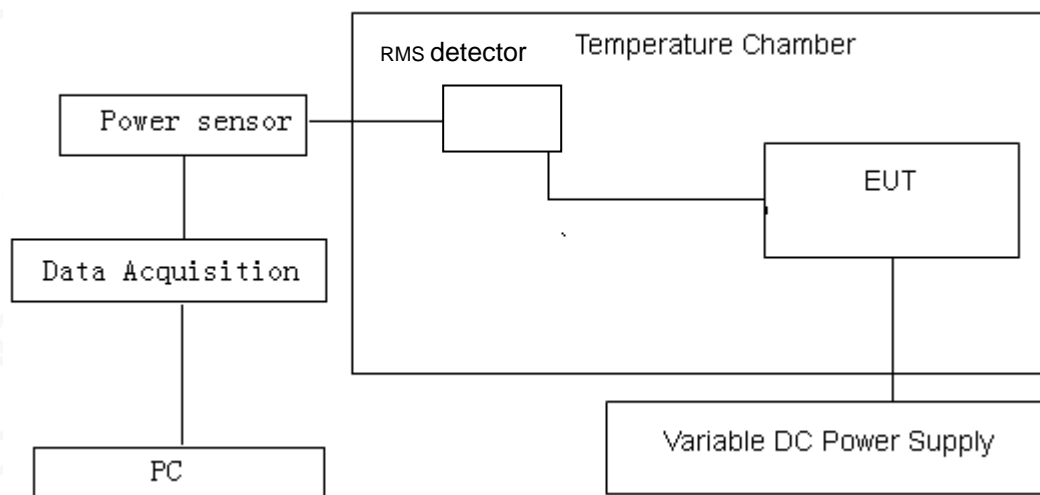 Temperature Chamber
RMS detector
Power sensor
EUT
Data Acquisition
Variable DC Power Supply
PC